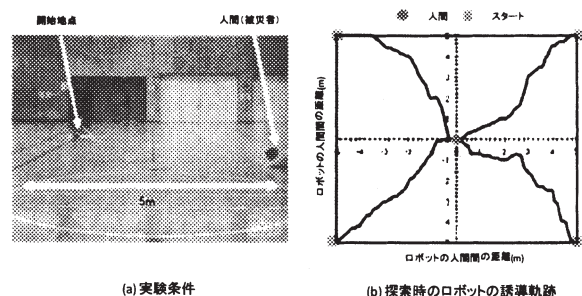 開始地点
人間(被災者)
5m
(a) 実験条件
人間 スタート
ロボットの人間間の距離(m)
ロボットの人間間の距離(m)
(b) 探索時のロボットの誘導軌跡